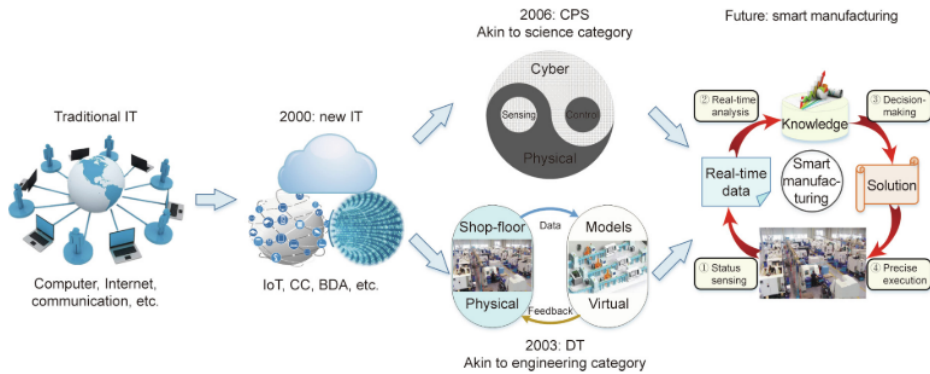 Traditional IT
Computer, Internet,
communication, etc.
2000: new IT
IoT, CC, BDA, etc.
2006: CPS
Akin to science category
Cyber
Sensing
Control
Physical
Shop-floor
Physical
Data
Feedback
Models
Virtual
2003: DT
Akin to engineering category
Future: smart manufacturing
② Real-time
analysis
Knowledge
③ Decision-
making
Real-time
data
Smart
manufac-
turing
Solution
① Status
sensing
④ Precise
execution